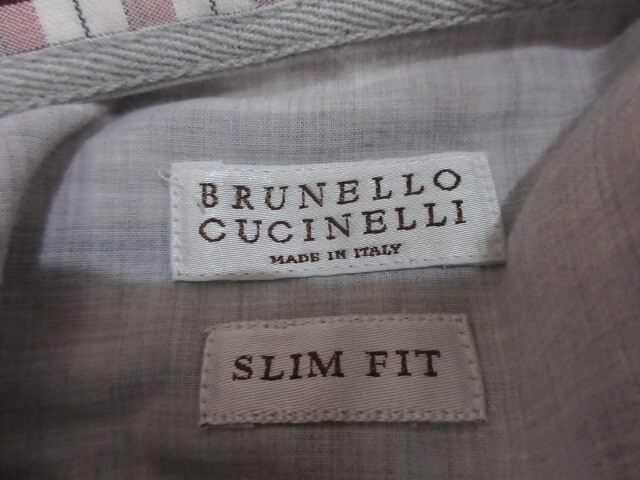 BRUNELLO
CUCINELLI
MADE IN ITALY
SLIM FIT